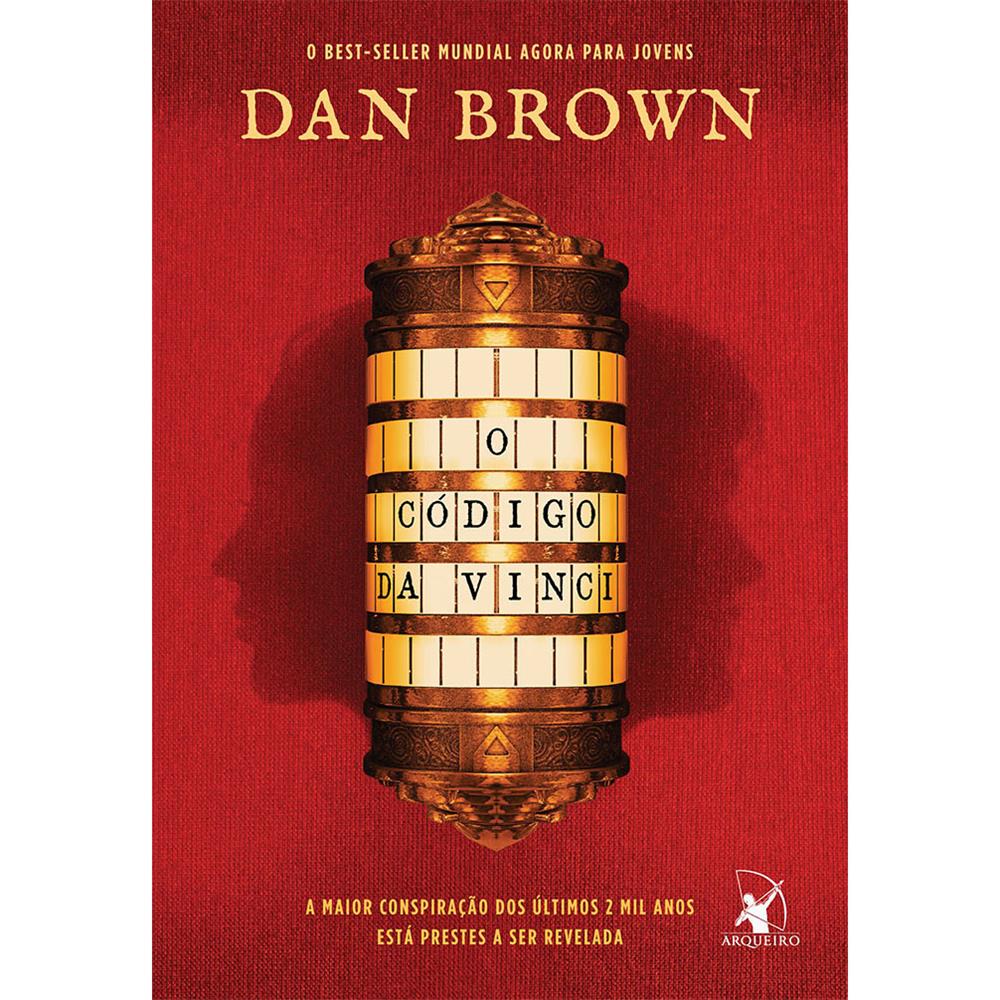 O BEST-SELLER MUNDIAL AGORA PARA JOVENS
DAN BROWN
O
CÓDIGO
DA VINCI
A MAIOR CONSPIRAÇÃO DOS ÚLTIMOS 2 MIL ANOS
ESTÁ PRESTES A SER REVELADA
ARQUEIRO